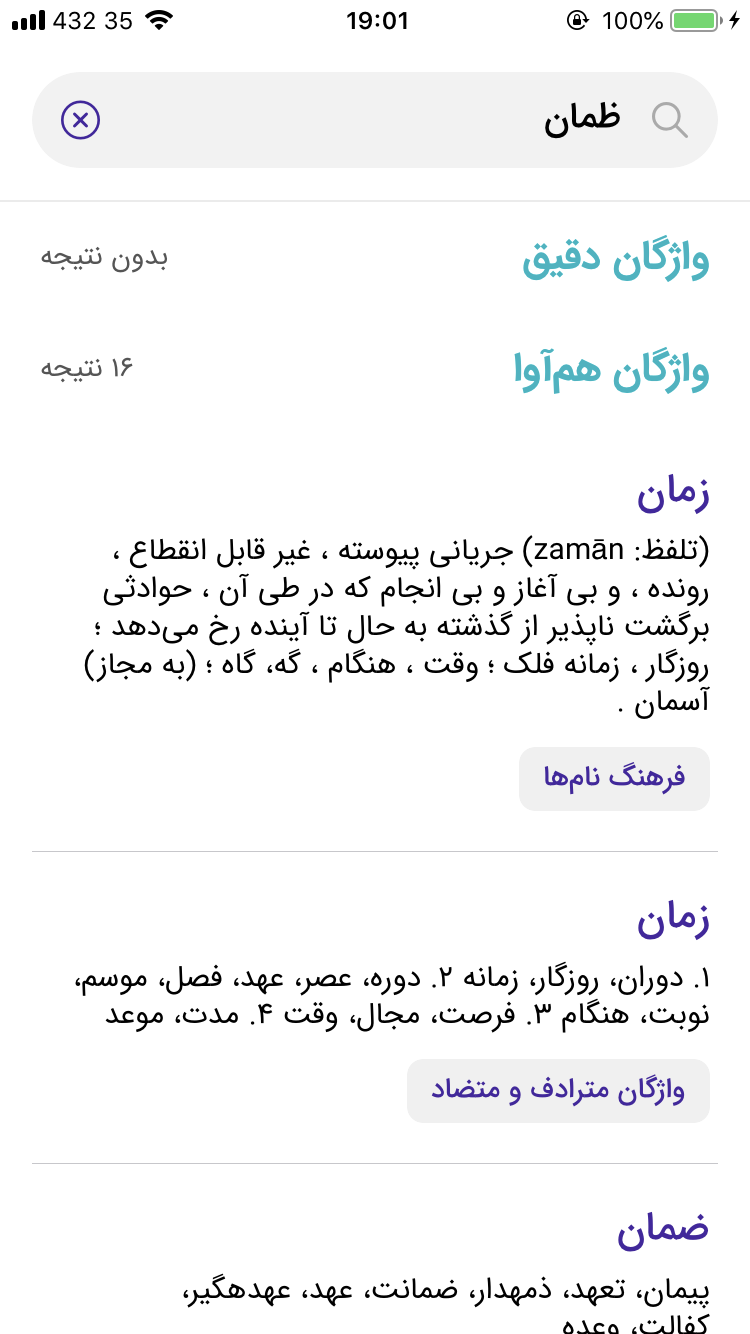 432 35 19:01 100%
ظمان
واژگان دقیق بدون نتیجه
واژگان هم‌آوا ۱۶ نتیجه
زمان
(تلفظ: zamān) جریانی پیوسته ، غیر قابل انقطاع ،
رونده ، و بی آغاز و بی انجام که در طی آن ، حوادثی
برگشت ناپذیر از گذشته به حال تا آینده رخ می‌دهد ؛
روزگار ، زمانه فلک ؛ وقت ، هنگام ، گه، گاه ؛ (به مجاز)
آسمان .
فرهنگ نام‌ها
زمان
۱. دوران، روزگار، زمانه ۲. دوره، عصر، عهد، فصل، موسم،
نوبت، هنگام ۳. فرصت، مجال، وقت ۴. مدت، موعد
واژگان مترادف و متضاد
ضمان
پیمان، تعهد، ذمهدار، ضمانت، عهد، عهدهگیر،
کفالت، وعده